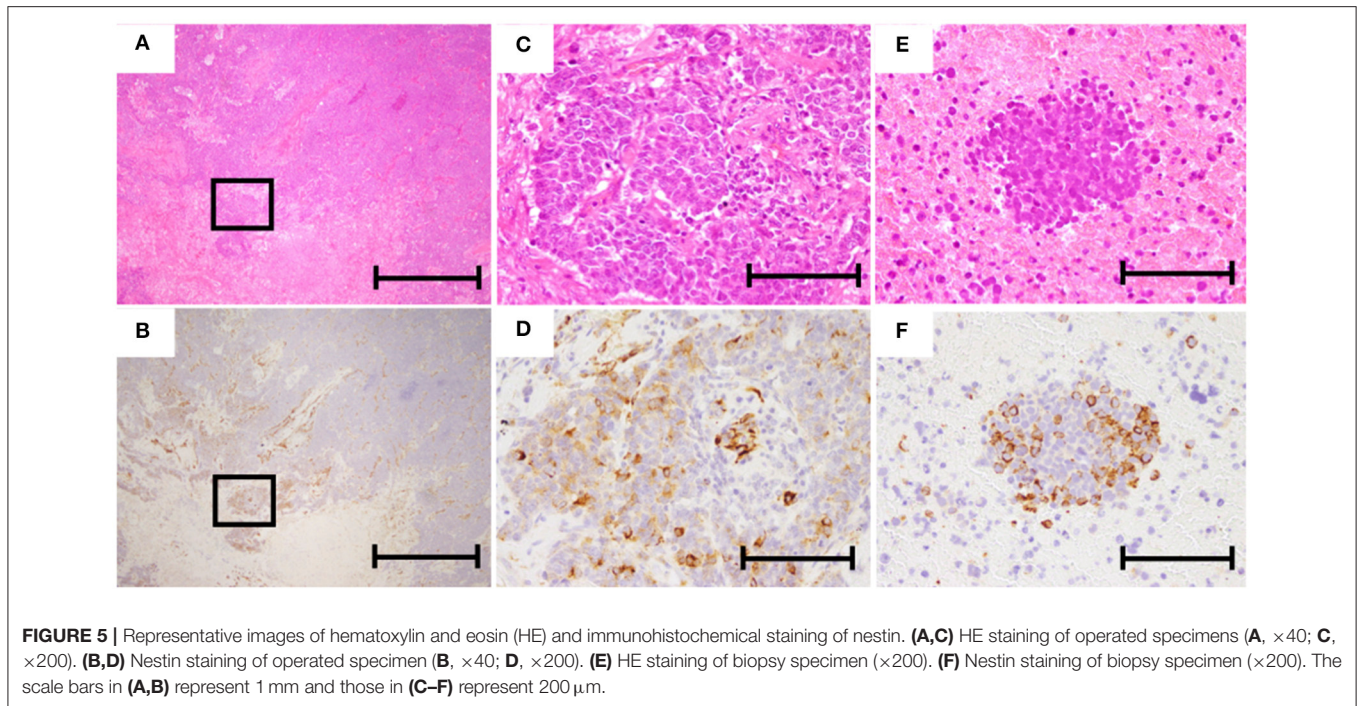 A
C
E
B
D
F
FIGURE 5 | Representative images of hematoxylin and eosin (HE) and immunohistochemical staining of nestin. (A,C) HE staining of operated specimens (A, ×40; C,
×200). (B,D) Nestin staining of operated specimen (B, ×40; D, ×200). (E) HE staining of biopsy specimen (×200). (F) Nestin staining of biopsy specimen (×200). The
scale bars in (A,B) represent 1 mm and those in (C–F) represent 200 μm.